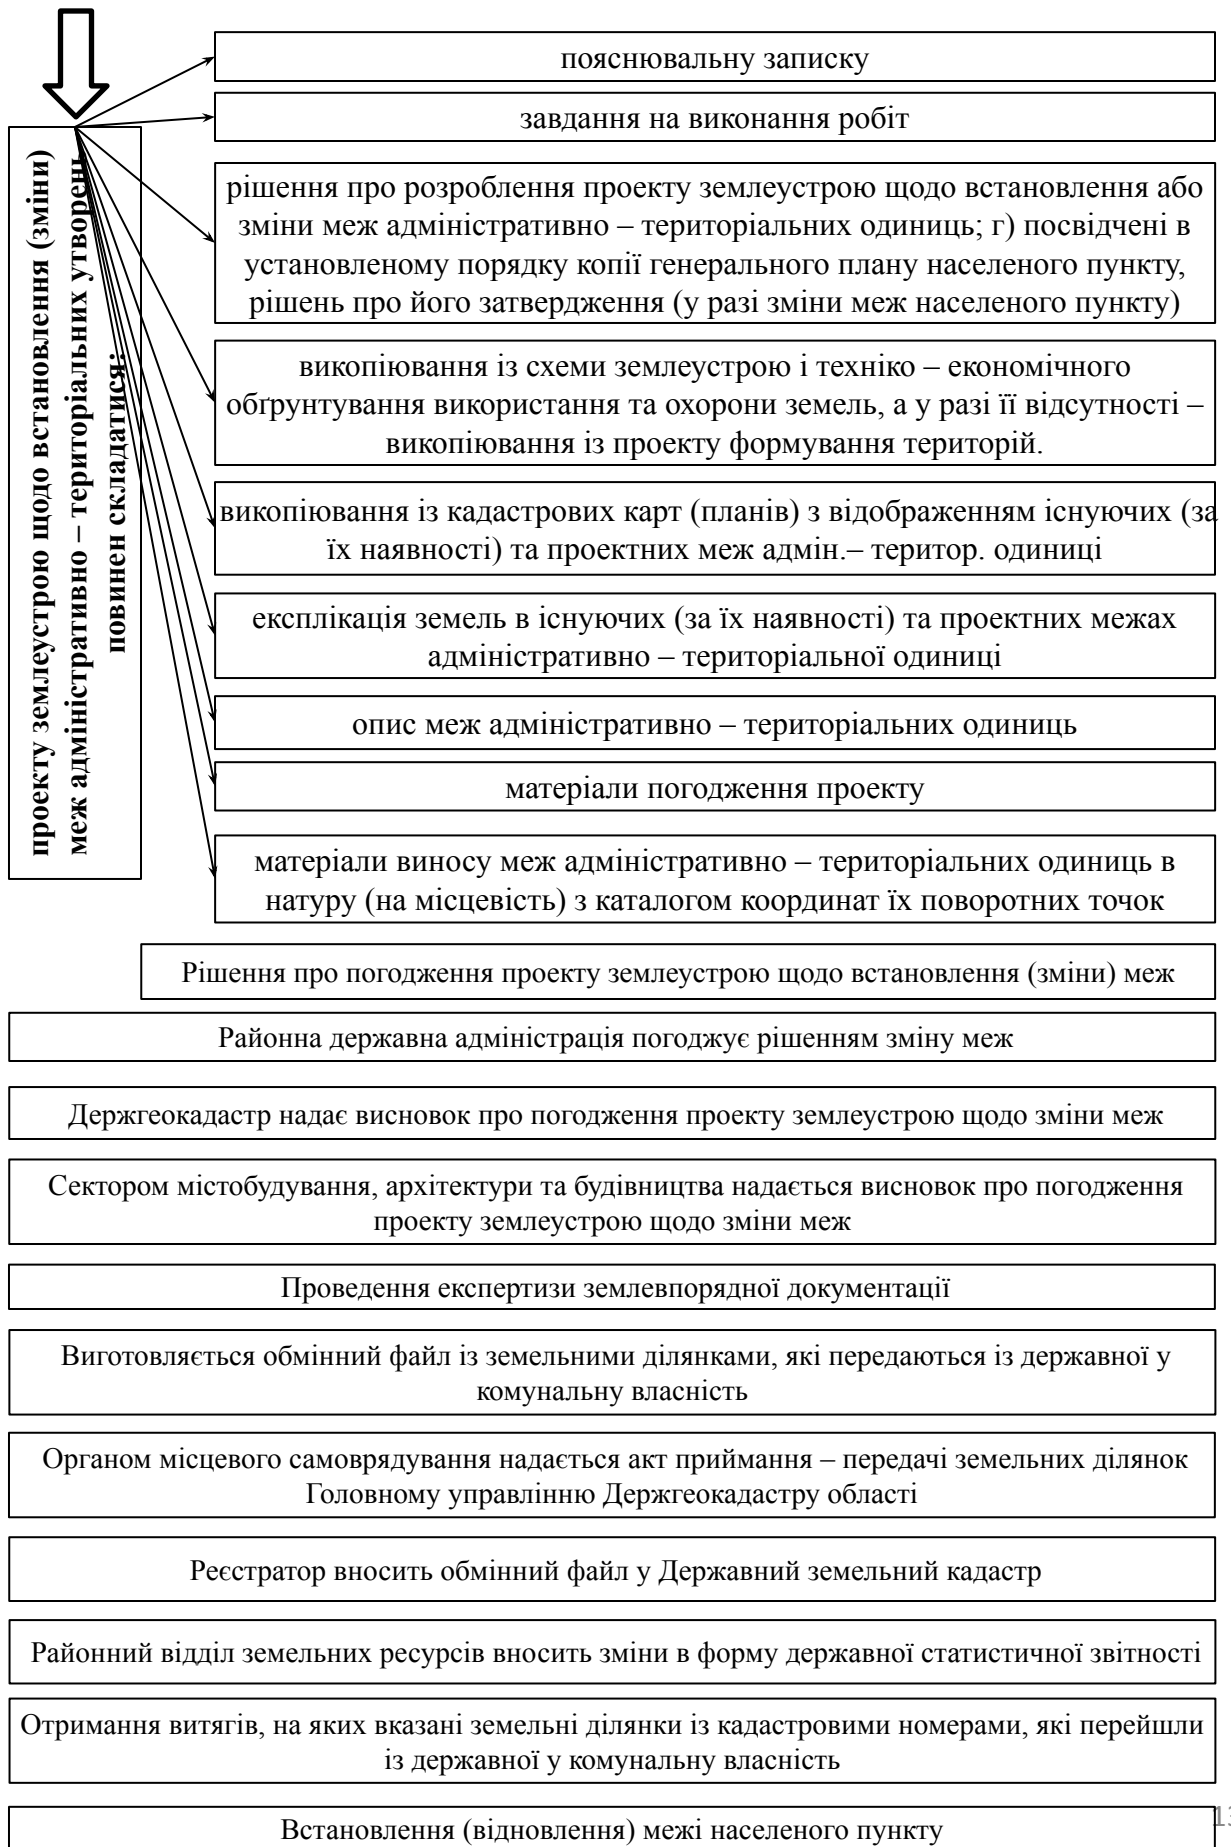 пояснювальну записку
завдання на виконання робіт
проекту землеустрою щодо встановлення (зміни)
меж адміністративно – територіальних утворень
повинен складатися:
рішення про розроблення проекту землеустрою щодо встановлення або
зміни меж адміністративно – територіальних одиниць; г) посвідчені в
установленому порядку копії генерального плану населеного пункту,
рішень про його затвердження (у разі зміни меж населеного пункту)
викопіювання із схеми землеустрою і техніко – економічного
обґрунтування використання та охорони земель, а у разі її відсутності –
викопіювання із проекту формування територій.
викопіювання із кадастрових карт (планів) з відображенням існуючих (за
їх наявності) та проектних меж адмін.– територ. одиниці
експлікація земель в існуючих (за їх наявності) та проектних межах
адміністративно – територіальної одиниці
опис меж адміністративно – територіальних одиниць
матеріали погодження проекту
матеріали виносу меж адміністративно – територіальних одиниць в
натуру (на місцевість) з каталогом координат їх поворотних точок
Рішення про погодження проекту землеустрою щодо встановлення (зміни) меж
Районна державна адміністрація погоджує рішенням зміну меж
Держгеокадастр надає висновок про погодження проекту землеустрою щодо зміни меж
Сектором містобудування, архітектури та будівництва надається висновок про погодження
проекту землеустрою щодо зміни меж
Проведення експертизи землевпорядної документації
Виготовляється обмінний файл із земельними ділянками, які передаються із державної у
комунальну власність
Органом місцевого самоврядування надається акт приймання – передачі земельних ділянок
Головному управлінню Держгеокадастру області
Реєстратор вносить обмінний файл у Державний земельний кадастр
Районний відділ земельних ресурсів вносить зміни в форму державної статистичної звітності
Отримання витягів, на яких вказані земельні ділянки із кадастровими номерами, які перейшли
із державної у комунальну власність
Встановлення (відновлення) межі населеного пункту